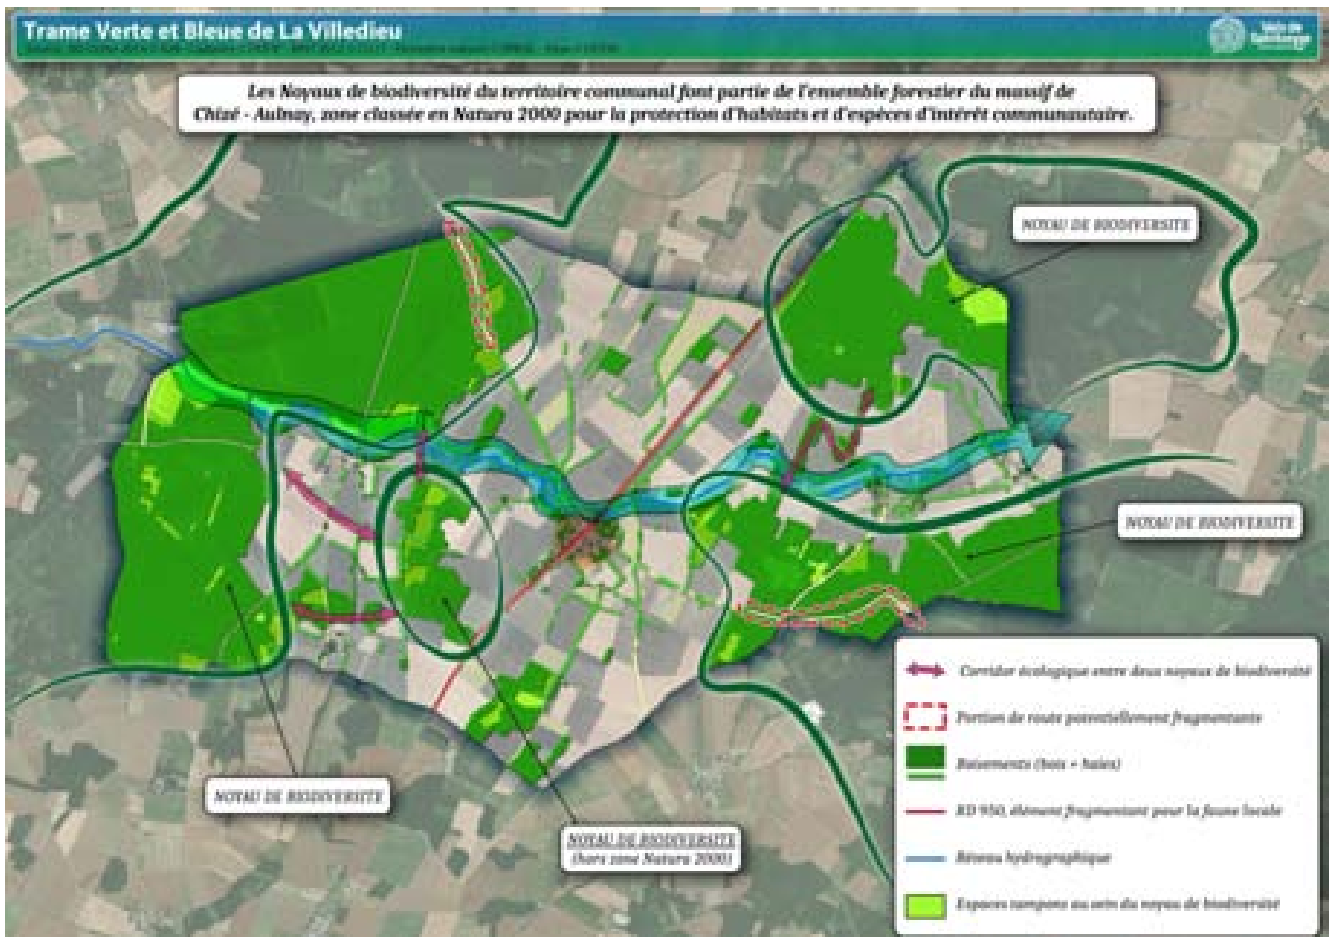 Trame Verte et Bleue de La Villedieu
Les Noyaux de biodiversité du territoire communal font partie de l'ensemble forestier du massif de
Chizé - Aulnay, zone classée en Natura 2000 pour la protection d'habitats et d'espèces d'intérêt communautaire.
NOYAU DE BIODIVERSITE
NOYAU DE BIODIVERSITE
NOYAU DE BIODIVERSITE
NOYAU DE BIODIVERSITE
(hors zone Natura 2000)
Corridor écologique entre deux noyaux de biodiversité
Portion de route potentiellement fragmentante
Boisements (bois + haies)
RD 950, élément fragmentant pour la faune locale
Réseau hydrographique
Espaces tampons au sein du noyau de biodiversité